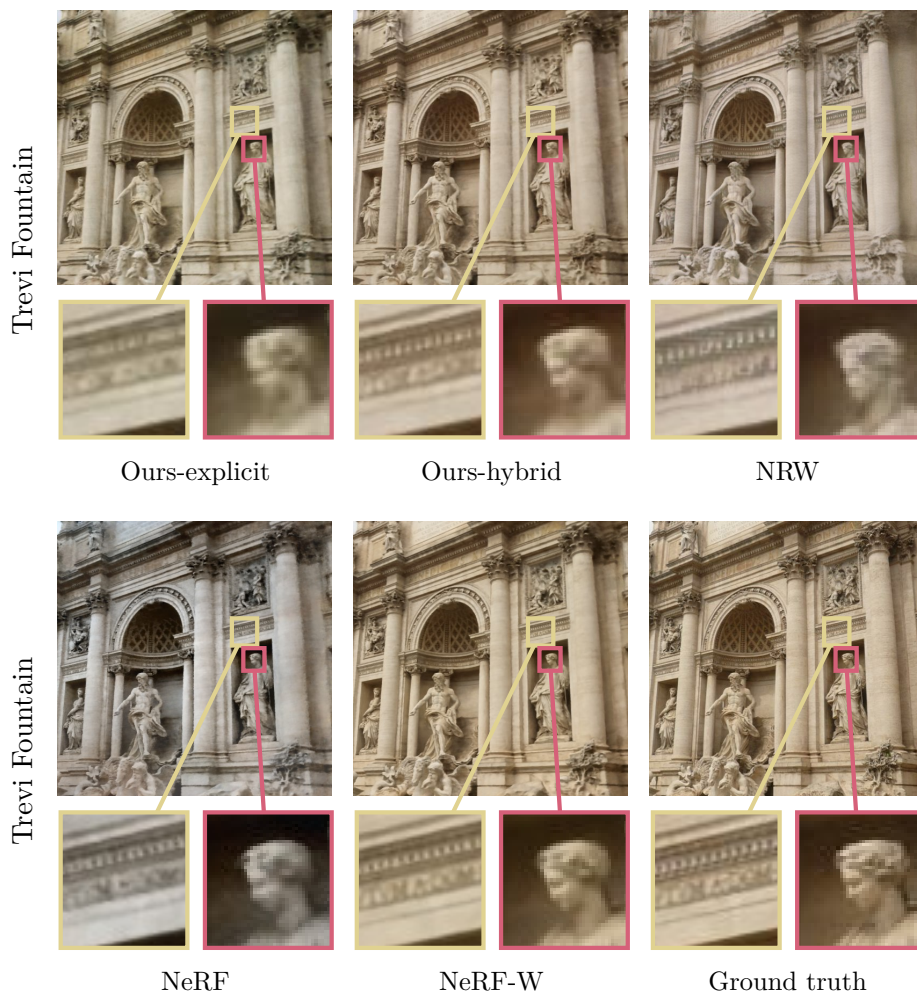 Trevi Fountain
Ours-explicit
Ours-hybrid
NRW
Trevi Fountain
NeRF
NeRF-W
Ground truth